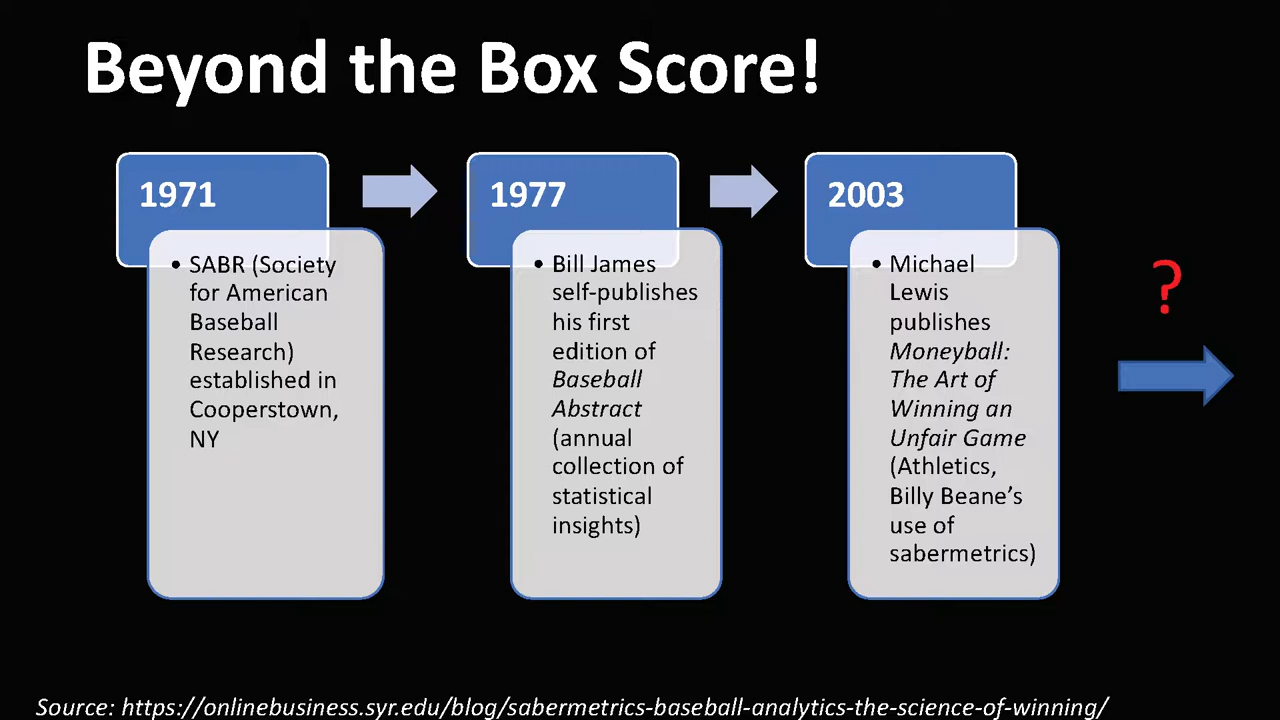 Beyond the Box Score!
1971
• SABR (Society
for American
Baseball
Research)
established in
Cooperstown,
NY
1977
• Bill James
self-publishes
his first
edition of
Baseball
Abstract
(annual
collection of
statistical
insights)
2003
• Michael
Lewis
publishes
Moneyball:
The Art of
Winning an
Unfair Game
(Athletics,
Billy Beane’s
use of
sabermetrics)
?
Source: https://onlinebusiness.syr.edu/blog/sabermetrics-baseball-analytics-the-science-of-winning/